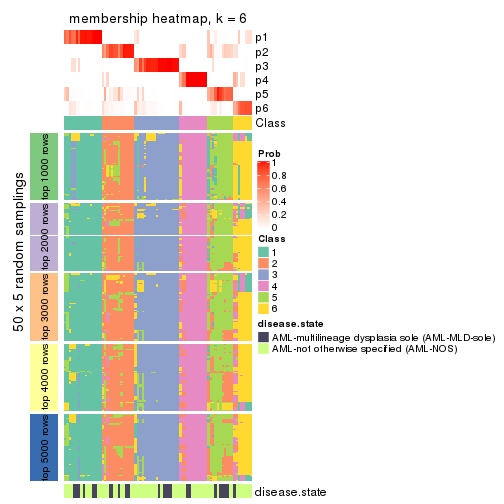 membership heatmap, k = 6
p1
p2
p3
p4
p5
p6
Class
50 x 5 random samplings
top 1000 rows
top 2000 rows
top 3000 rows
top 4000 rows
top 5000 rows
Prob
1
0.8
0.6
0.4
0.2
0
Class
1
2
3
4
5
6
disease.state
AML-multilineage dysplasia sole (AML-MLD-sole)
AML-not otherwise specified (AML-NOS)
disease.state